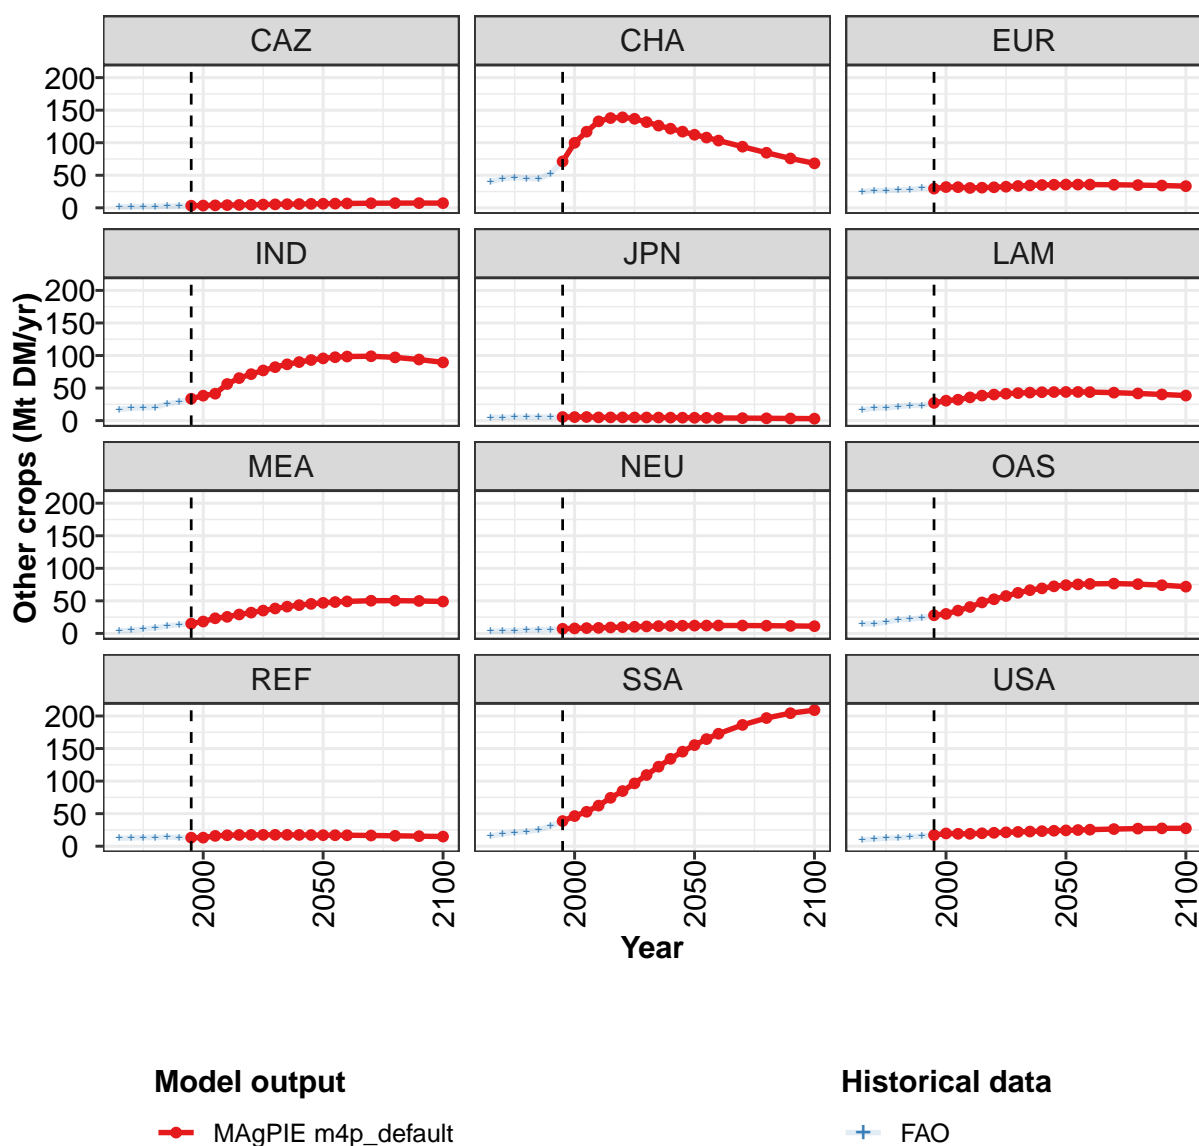 CAZ CHA EUR
200
150
100
50
0
IND JPN LAM
200
150
100
50
0
MEA NEU OAS
200
150
100
50
0
REF SSA USA
200
150
100
50
0
Other crops (Mt DM/yr)
2000 2050 2100 2000 2050 2100 2000 2050 2100
Year
Model output Historical data
MAgPIE m4p_default FAO